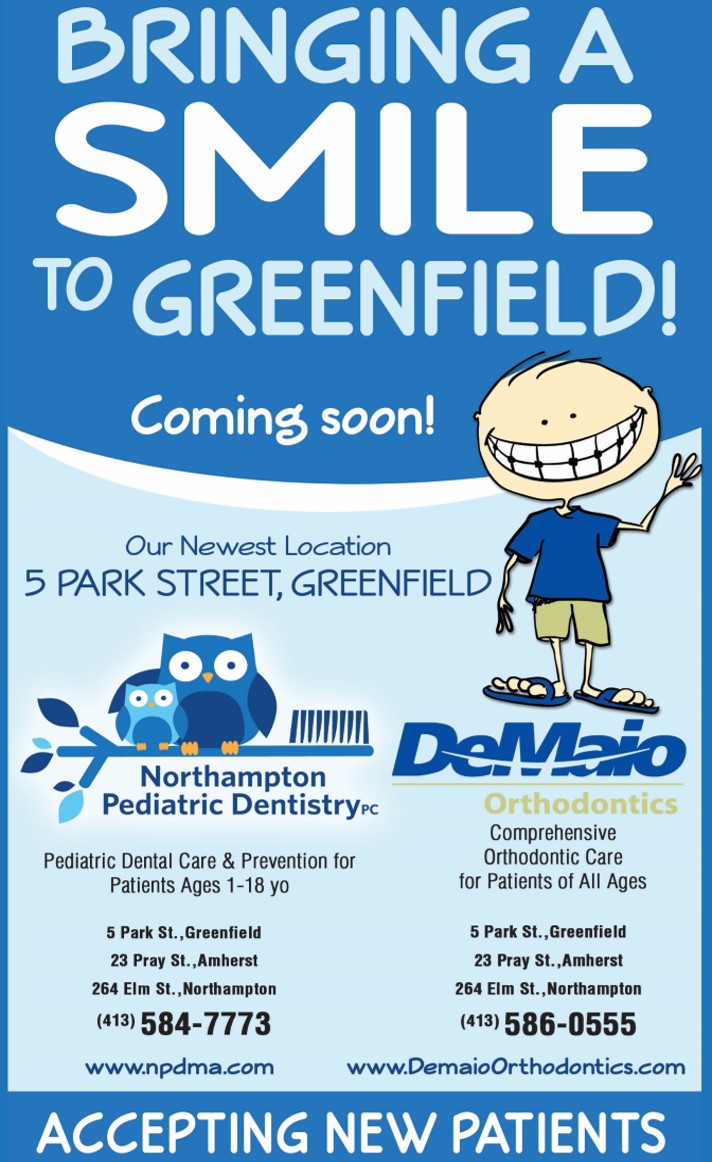 BRINGING A
SMILE
TO GREENFIELD!
Coming soon!
Our Newest Location
5 PARK STREET, GREENFIELD
Northampton
Pediatric Dentistry PC
Pediatric Dental Care & Prevention for
Patients Ages 1-18 yo
5 Park St.,Greenfield
23 Pray St.,Amherst
264 Elm St.,Northampton
(413) 584-7773
www.npdma.com
DeMaio
Orthodontics
Comprehensive
Orthodontic Care
for Patients of All Ages
5 Park St.,Greenfield
23 Pray St.,Amherst
264 Elm St.,Northampton
(413) 586-0555
www.DemaioOrthodontics.com
ACCEPTING NEW PATIENTS